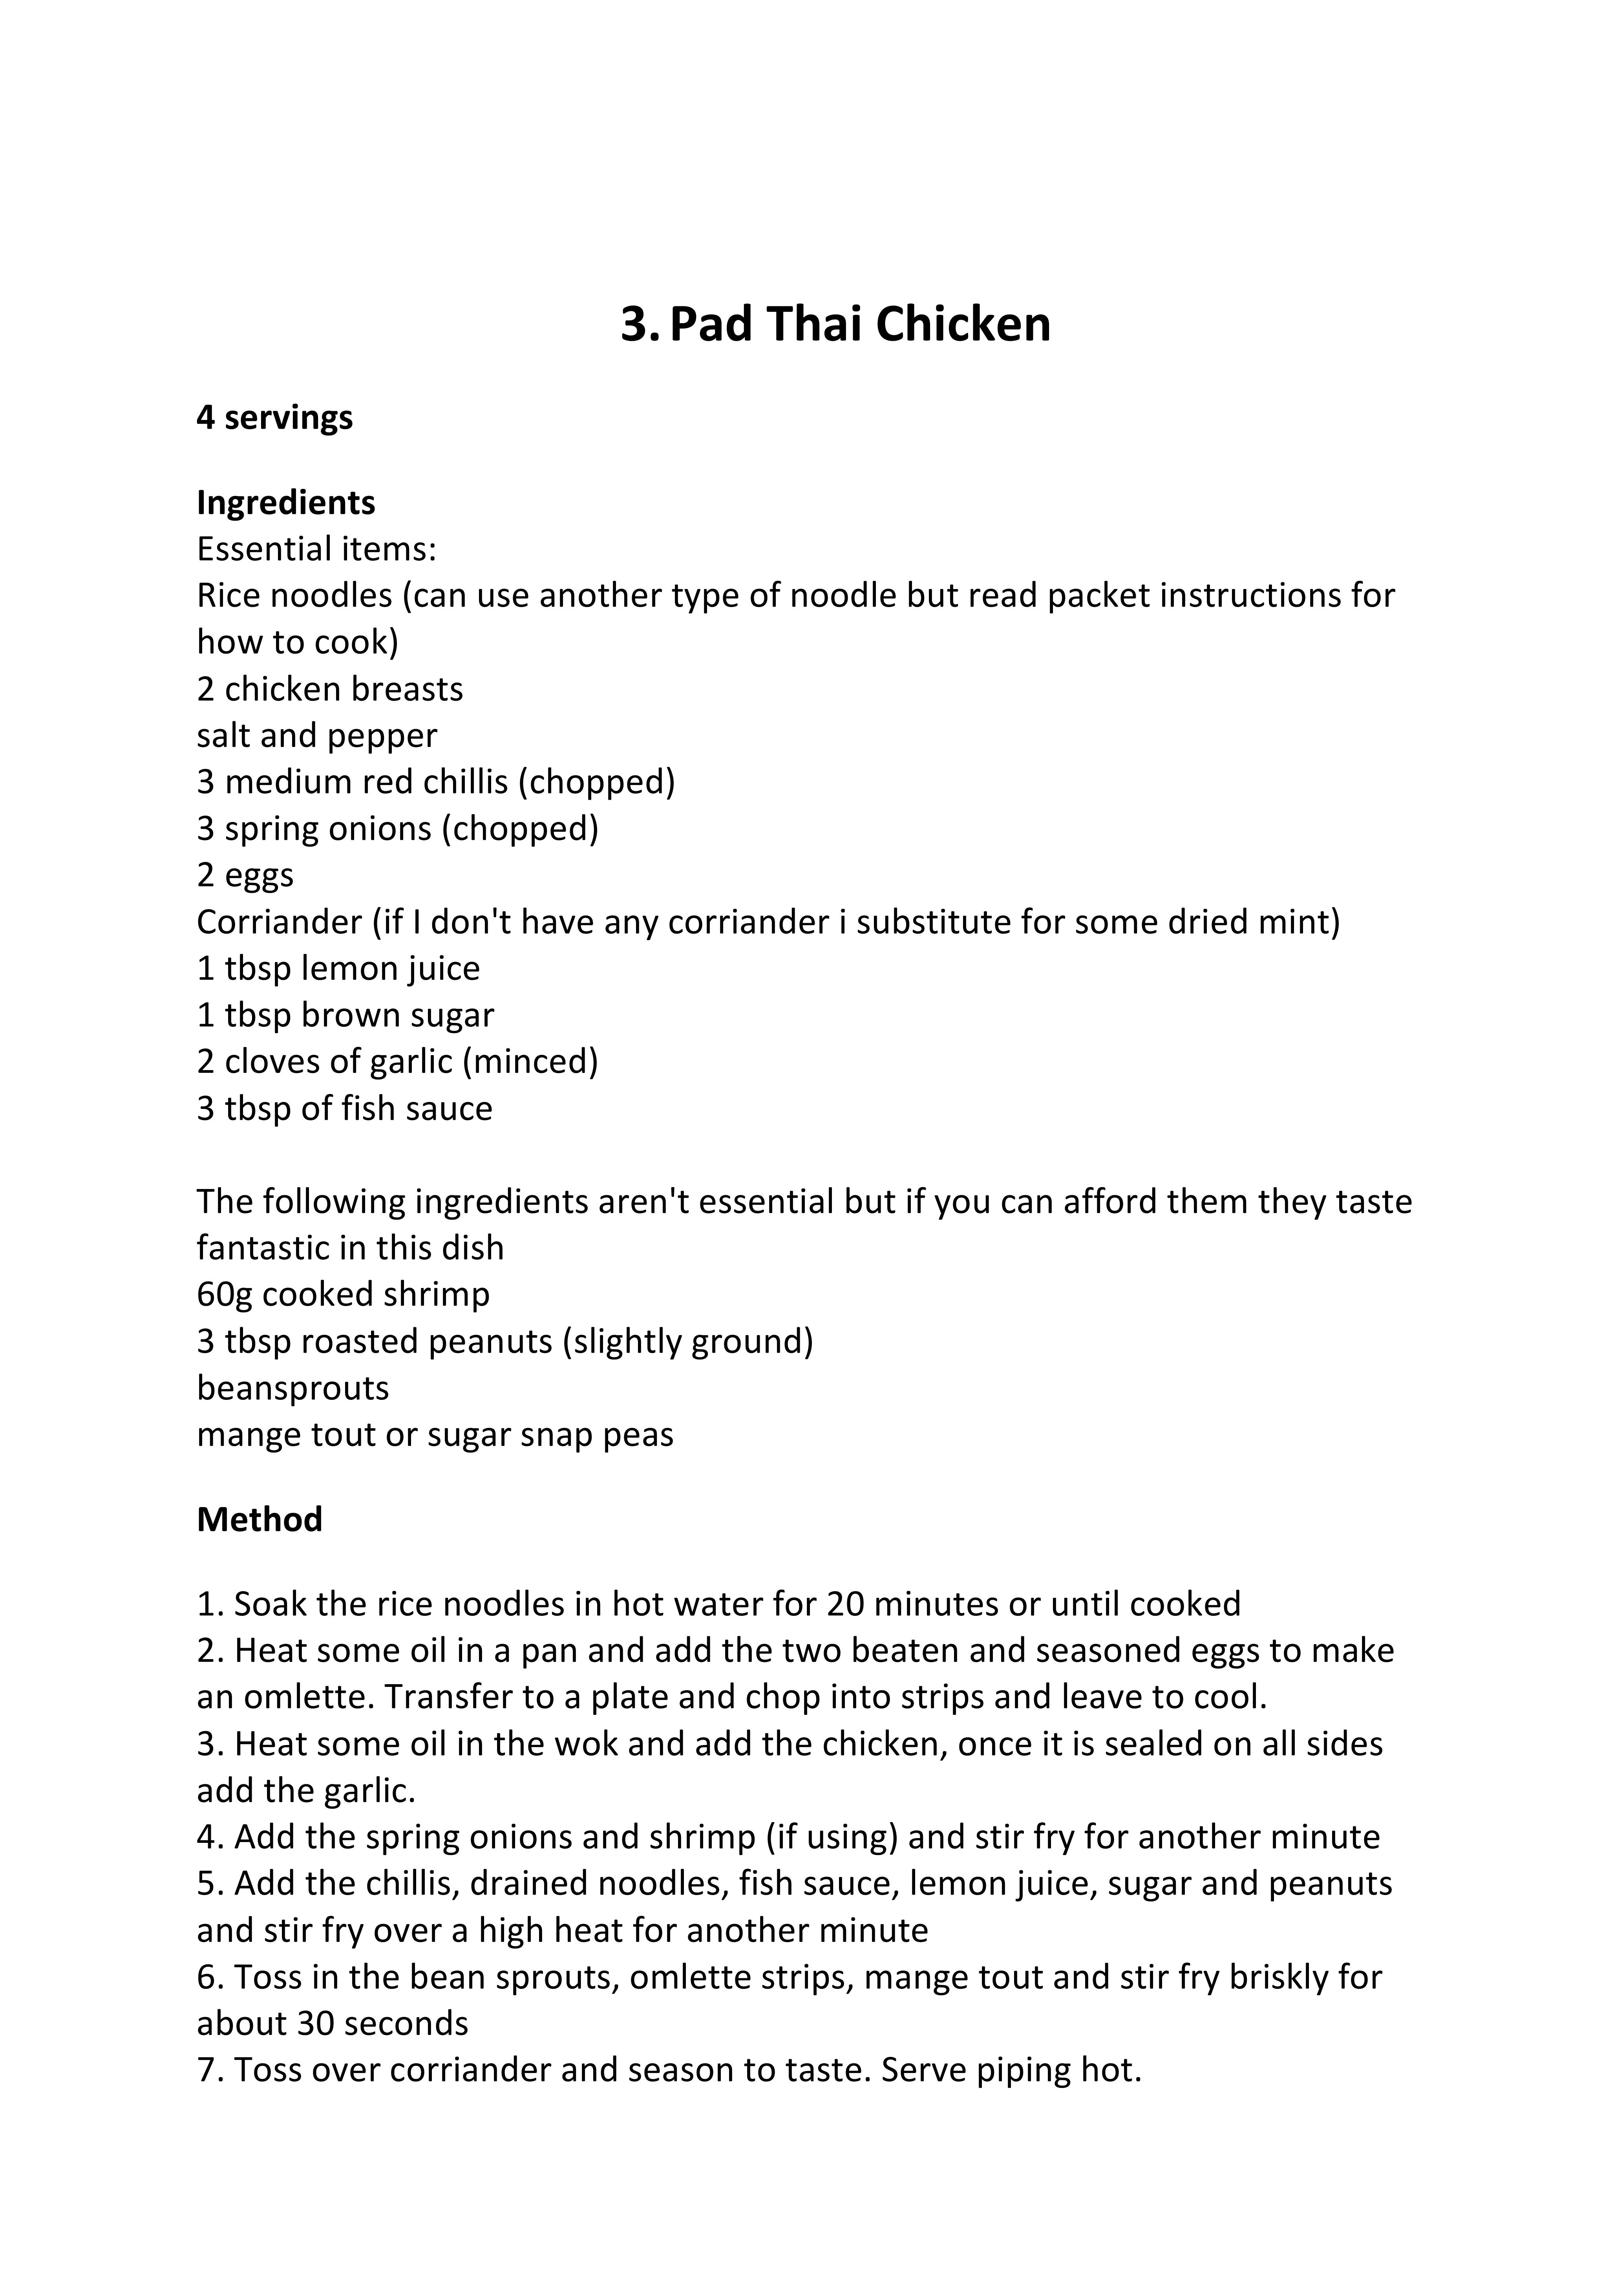 3. Pad Thai Chicken
4 servings
Ingredients
Essential items:
Rice noodles (can use another type of noodle but read packet instructions for
how to cook)
2 chicken breasts
salt and pepper
3 medium red chillis (chopped)
3 spring onions (chopped)
2 eggs
Corriander (if I don't have any corriander i substitute for some dried mint)
1 tbsp lemon juice
1 tbsp brown sugar
2 cloves of garlic (minced)
3 tbsp of fish sauce
The following ingredients aren't essential but if you can afford them they taste
fantastic in this dish
60g cooked shrimp
3 tbsp roasted peanuts (slightly ground)
beansprouts
mange tout or sugar snap peas
Method
1. Soak the rice noodles in hot water for 20 minutes or until cooked
2. Heat some oil in a pan and add the two beaten and seasoned eggs to make
an omlette. Transfer to a plate and chop into strips and leave to cool.
3. Heat some oil in the wok and add the chicken, once it is sealed on all sides
add the garlic.
4. Add the spring onions and shrimp (if using) and stir fry for another minute
5. Add the chillis, drained noodles, fish sauce, lemon juice, sugar and peanuts
and stir fry over a high heat for another minute
6. Toss in the bean sprouts, omlette strips, mange tout and stir fry briskly for
about 30 seconds
7. Toss over corriander and season to taste. Serve piping hot.